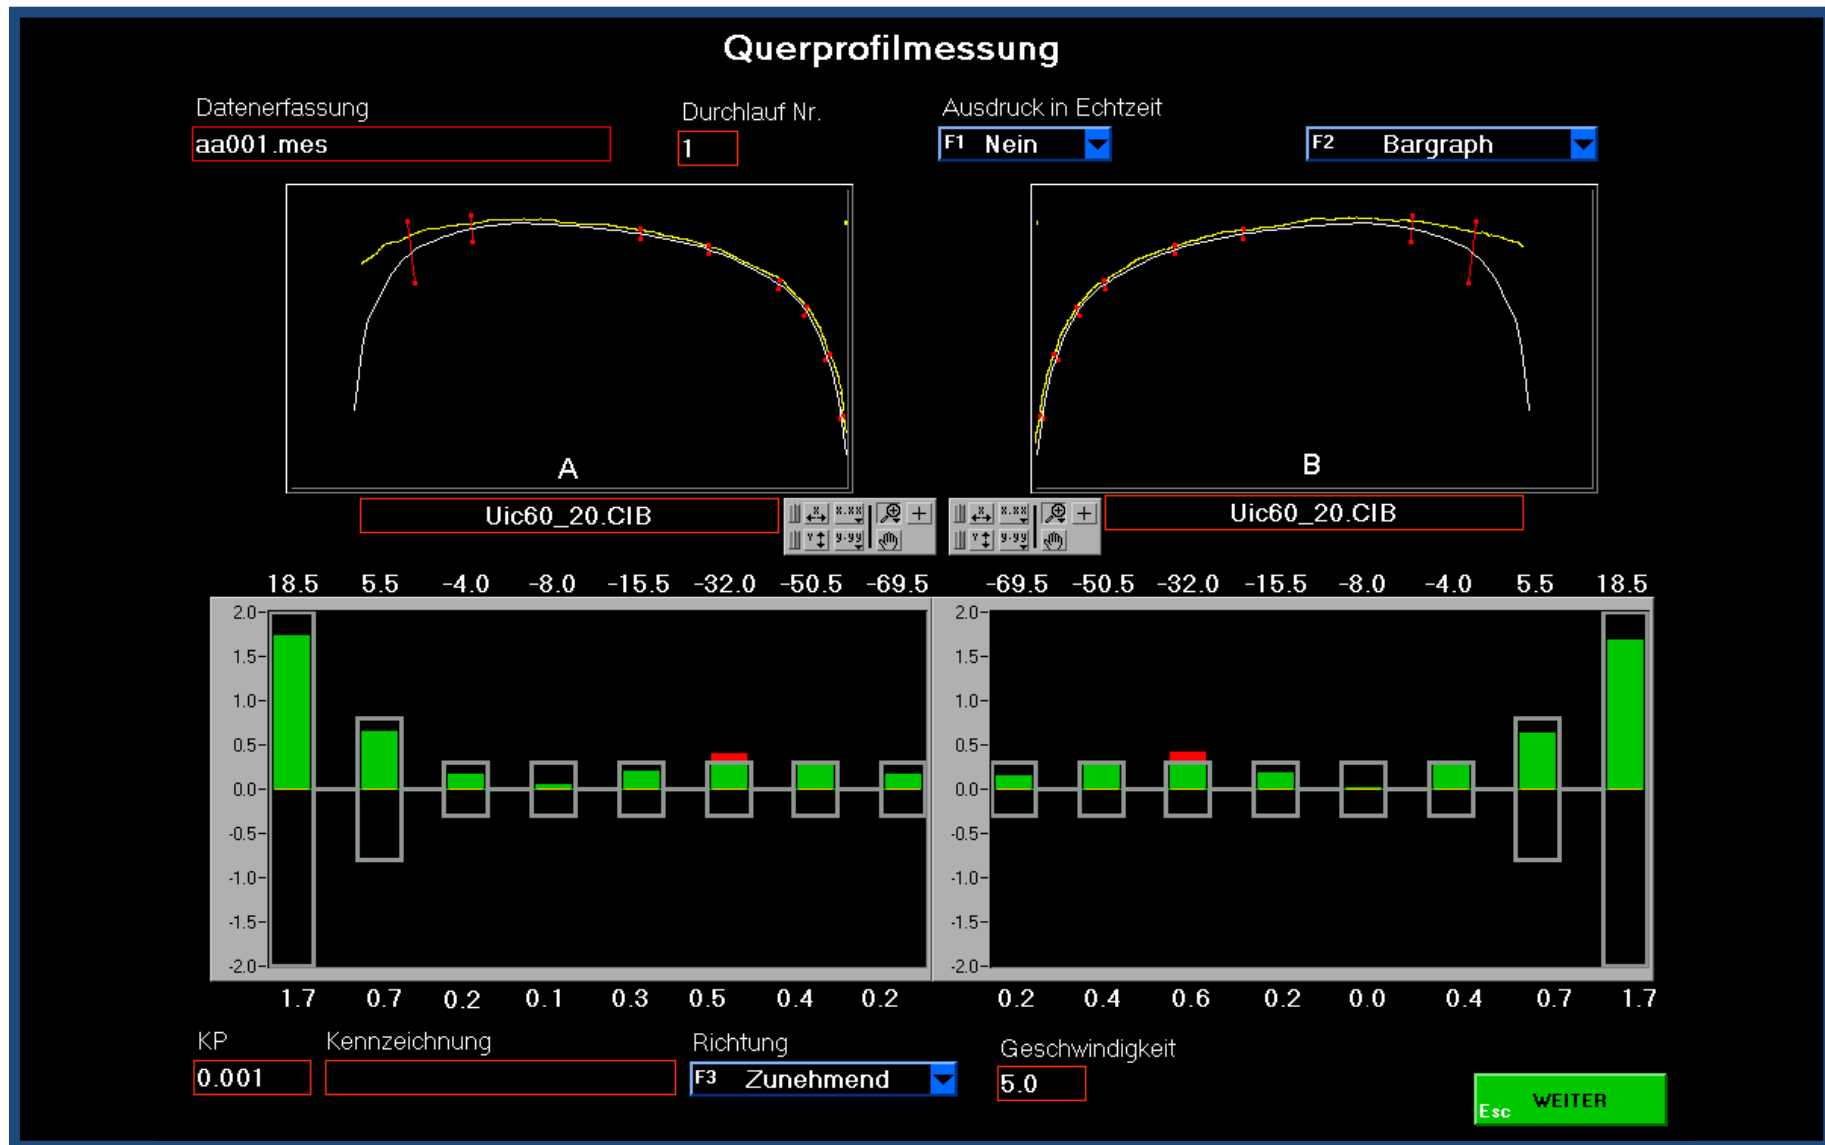 Querprofilmessung
Datenerfassung
Durchlauf Nr.
Ausdruck in Echtzeit
aa001.mes
1
F1 Nein
F2 Bargraph
A
B
Uic60_20.CIB
Uic60_20.CIB
X X.XX
Y Y.YY
X X.XX
Y Y.YY
18.5 5.5 -4.0 -8.0 -15.5 -32.0 -50.5 -69.5
-69.5 -50.5 -32.0 -15.5 -8.0 -4.0 5.5 18.5
2.0
1.5
1.0
0.5
0.0
-0.5
-1.0
-1.5
-2.0
2.0
1.5
1.0
0.5
0.0
-0.5
-1.0
-1.5
-2.0
1.7 0.7 0.2 0.1 0.3 0.5 0.4 0.2
0.2 0.4 0.6 0.2 0.0 0.4 0.7 1.7
KP
Kennzeichnung
Richtung
Geschwindigkeit
0.001
F3 Zunehmend
5.0
Esc WEITER